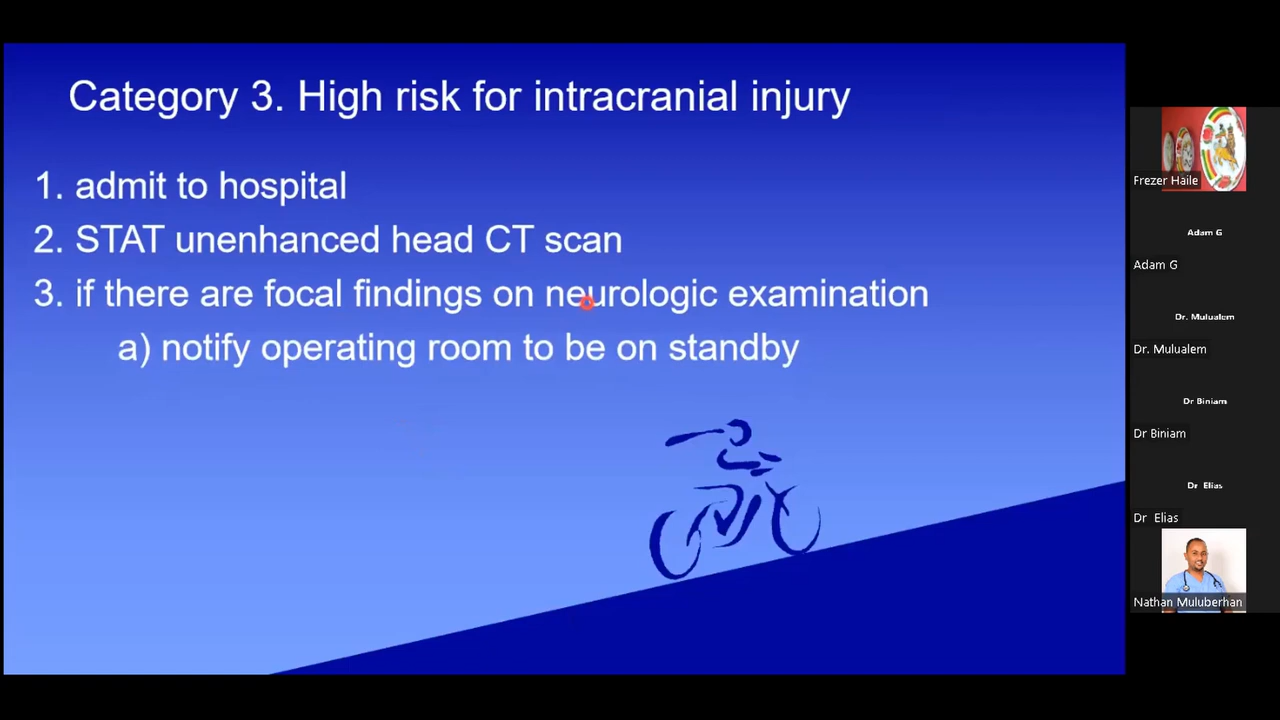 Category 3. High risk for intracranial injury
1. admit to hospital
2. STAT unenhanced head CT scan
3. if there are focal findings on neurologic examination
a) notify operating room to be on standby
Frezer Haile
Adam G
Adam G
Dr. Mulualem
Dr. Mulualem
Dr Biniam
Dr Biniam
Dr Elias
Dr Elias
Nathan Muluberhan